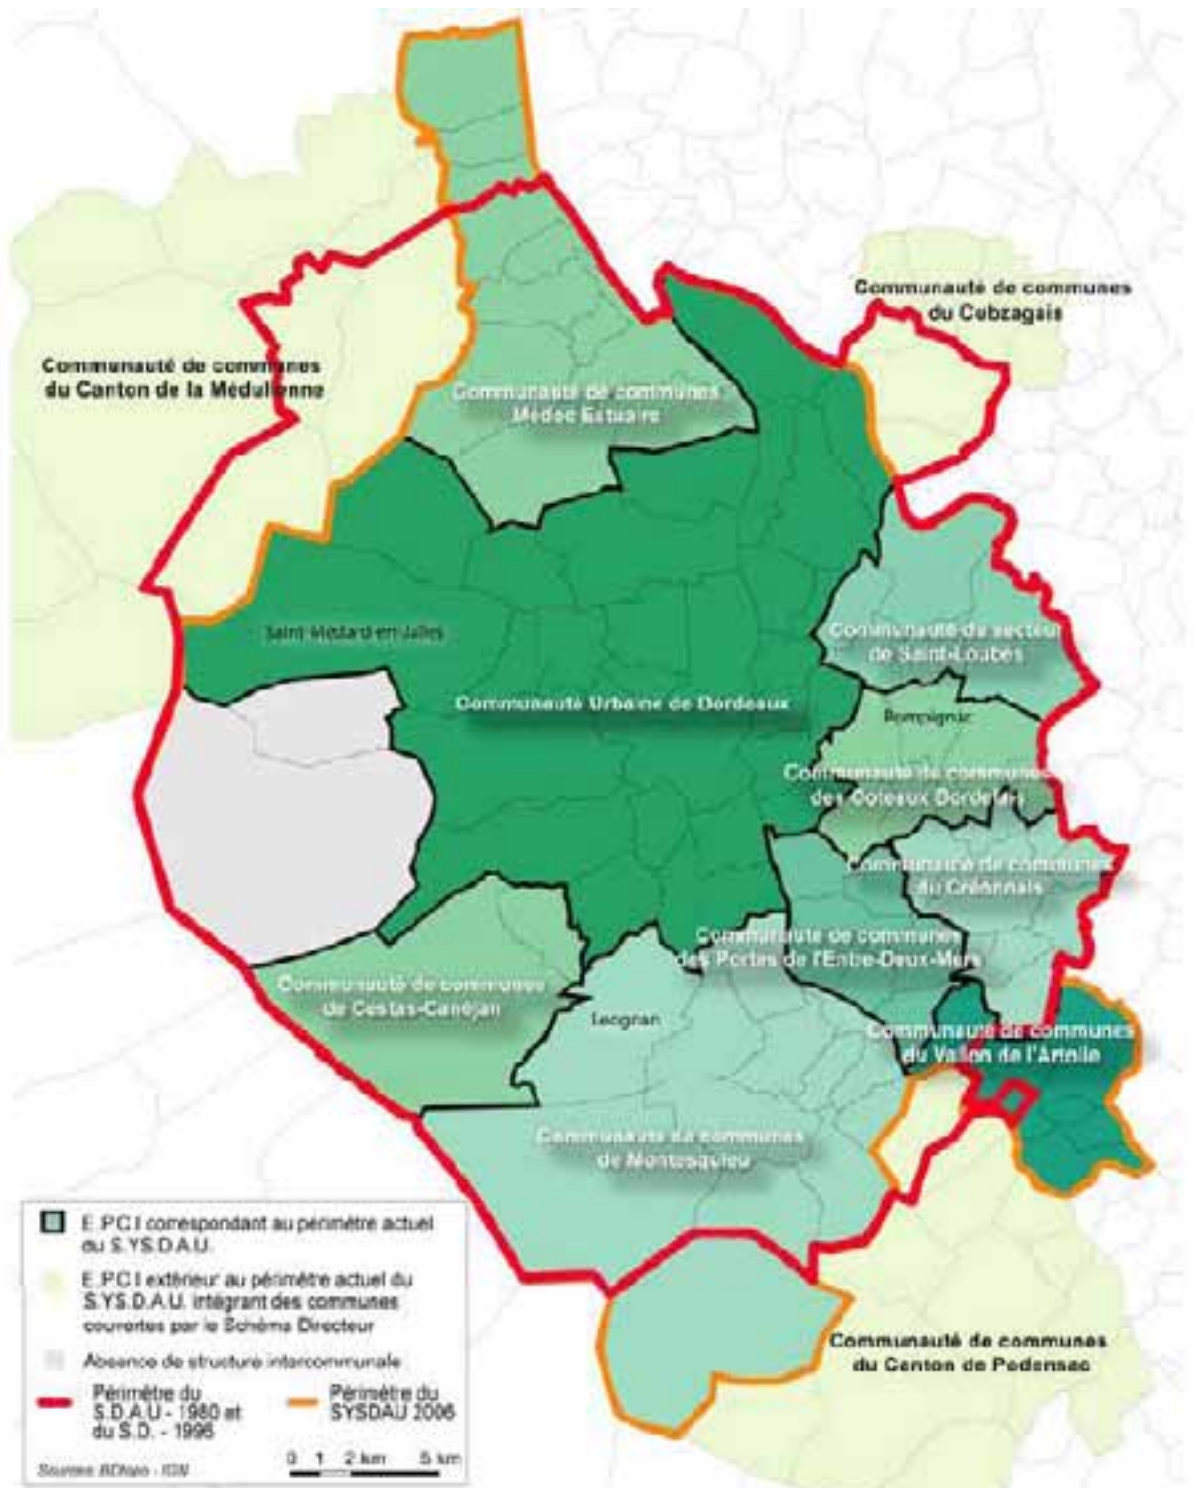 Communauté de communes
du Cubzagais
Communauté de communes
du Canton de la Médullienne
Communauté de communes
Médoc Estuaire
Saint-Médard-en-Jalles
Communauté du secteur
de Saint-Loubès
Communauté Urbaine de Bordeaux
Pompignac
Communauté de communes
des Coteaux Bordelais
Communauté de communes
du Créonnais
Communauté de communes
des Portes de l'Entre-Deux-Mers
Communauté de communes
de Cestas-Canéjan
Leognan
Communauté de communes
du Vallon de l'Artolie
Communauté de communes
de Montesquieu
Communauté de communes
du Canton de Podensac
E.P.C.I correspondant au périmètre actuel
du S.YS.D.A.U.
E.P.C.I extérieur au périmètre actuel du
S.YS.D.A.U. intégrant des communes
couvertes par le Schéma Directeur
Absence de structure intercommunale
Périmètre du
S.D.A.U - 1980 et
du S.D. - 1996
Périmètre du
SYSDAU 2006
0 1 2 km 5 km
Sources: BDtopo - IGN